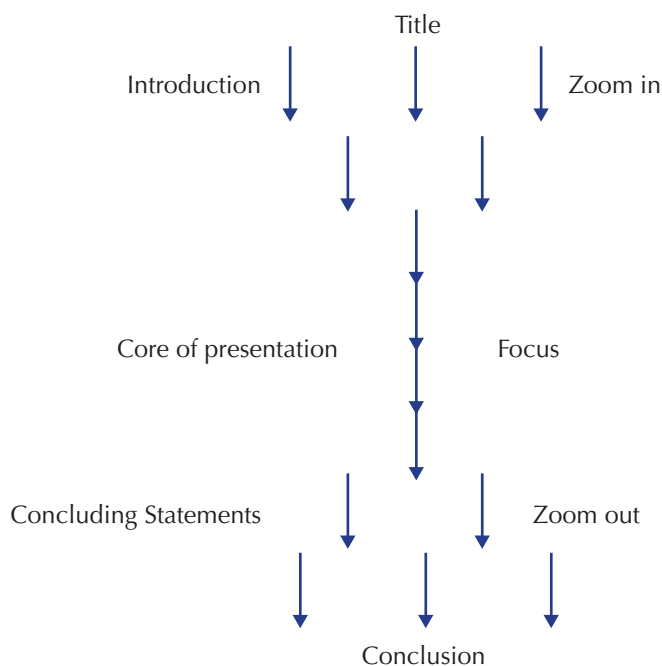 Title
Introduction
Zoom in
Core of presentation
Focus
Concluding Statements
Zoom out
Conclusion